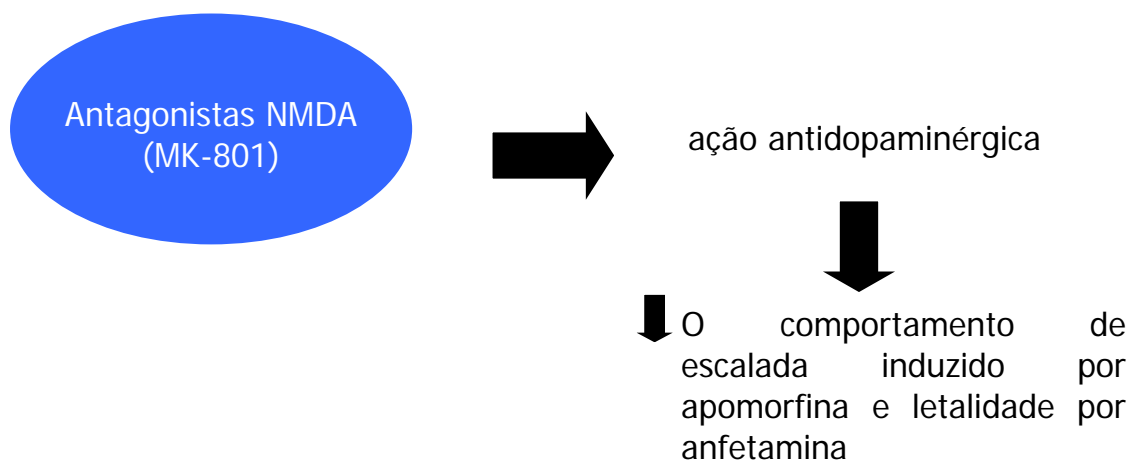 Antagonistas NMDA
(MK-801)
ação antidopaminérgica
O comportamento de
escalada induzido por
apomorfina e letalidade por
anfetamina